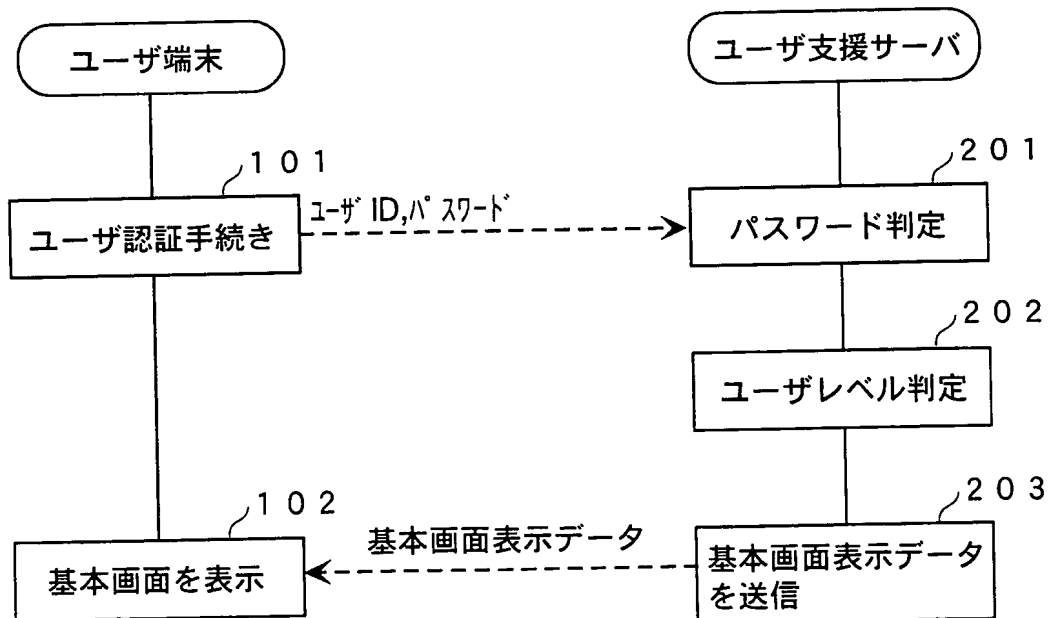 ユーザ端末
ユーザ支援サーバ
101
201
ユーザ認証手続き
ユーザID,パスワード
パスワード判定
202
ユーザレベル判定
102
203
基本画面を表示
基本画面表示データ
基本画面表示データ
を送信